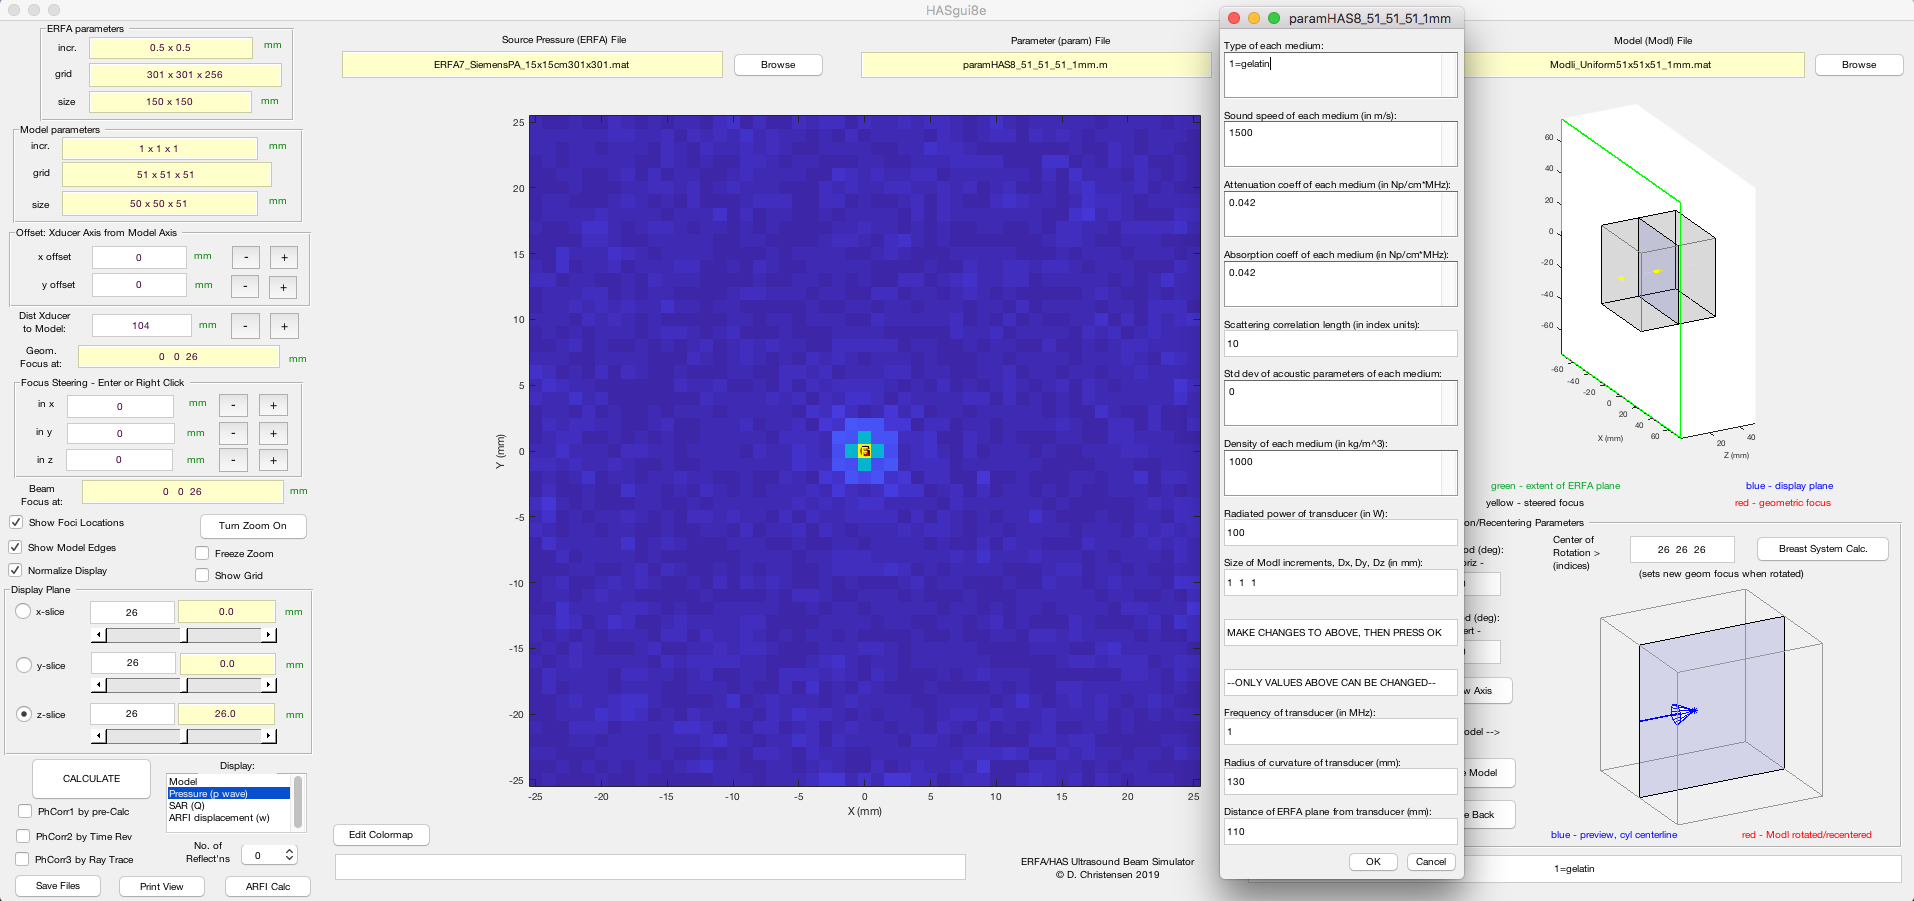 HASgui8e
ERFA parameters
incr. 0.5 x 0.5 mm
grid 301 x 301 x 256
size 150 x 150 mm
Model parameters
incr. 1 x 1 x 1 mm
grid 51 x 51 x 51
size 50 x 50 x 51 mm
Offset: Xducer Axis from Model Axis
x offset 0 mm - +
y offset 0 mm - +
Dist Xducer
to Model: 104 mm - +
Geom.
Focus at: 0 0 26 mm
Focus Steering - Enter or Right Click
in x 0 mm - +
in y 0 mm - +
in z 0 mm - +
Beam
Focus at: 0 0 26 mm
Show Foci Locations
Turn Zoom On
Show Model Edges
Freeze Zoom
Normalize Display
Show Grid
Display Plane
x-slice 26 0.0 mm
y-slice 26 0.0 mm
z-slice 26 26.0 mm
CALCULATE
Display:
Model
Pressure (p wave)
SAR (Q)
ARFI displacement (w)
PhCorr1 by pre-Calc
PhCorr2 by Time Rev
PhCorr3 by Ray Trace
No. of
Reflect'ns 0
Save Files
Print View
ARFI Calc
Source Pressure (ERFA) File
ERFA7_SiemensPA_15x15cm301x301.mat
Browse
Parameter (param) File
paramHAS8_51_51_51_1mm.m
25
20
15
10
5
0
-5
-10
-15
-20
-25
Y (mm)
-25 -20 -15 -10 -5 0 5 10 15 20 25
X (mm)
Edit Colormap
ERFA/HAS Ultrasound Beam Simulator
© D. Christensen 2019
paramHAS8_51_51_51_1mm
Type of each medium:
1=gelatin
Sound speed of each medium (in m/s):
1500
Attenuation coeff of each medium (in Np/cm*MHz):
0.042
Absorption coeff of each medium (in Np/cm*MHz):
0.042
Scattering correlation length (in index units):
10
Std dev of acoustic parameters of each medium:
0
Density of each medium (in kg/m^3):
1000
Radiated power of transducer (in W):
100
Size of Modl increments, Dx, Dy, Dz (in mm):
1 1 1
MAKE CHANGES TO ABOVE, THEN PRESS OK
--ONLY VALUES ABOVE CAN BE CHANGED--
Frequency of transducer (in MHz):
1
Radius of curvature of transducer (mm):
130
Distance of ERFA plane from transducer (mm):
110
OK
Cancel
Model (Modl) File
Modli_Uniform51x51x51_1mm.mat
Browse
60
40
20
0
-20
-40
-60
-60
-40
-20
0
20
40
60
X (mm)
20
40
Z (mm)
green - extent of ERFA plane
blue - display plane
yellow - steered focus
red - geometric focus
on/Recentering Parameters
od (deg):
oriz -
Center of
Rotation >
(indices)
26 26 26
Breast System Calc.
(sets new geom focus when rotated)
od (deg):
ert -
w Axis
odel -->
e Model
e Back
blue - preview, cyl centerline
red - Modl rotated/recentered
1=gelatin